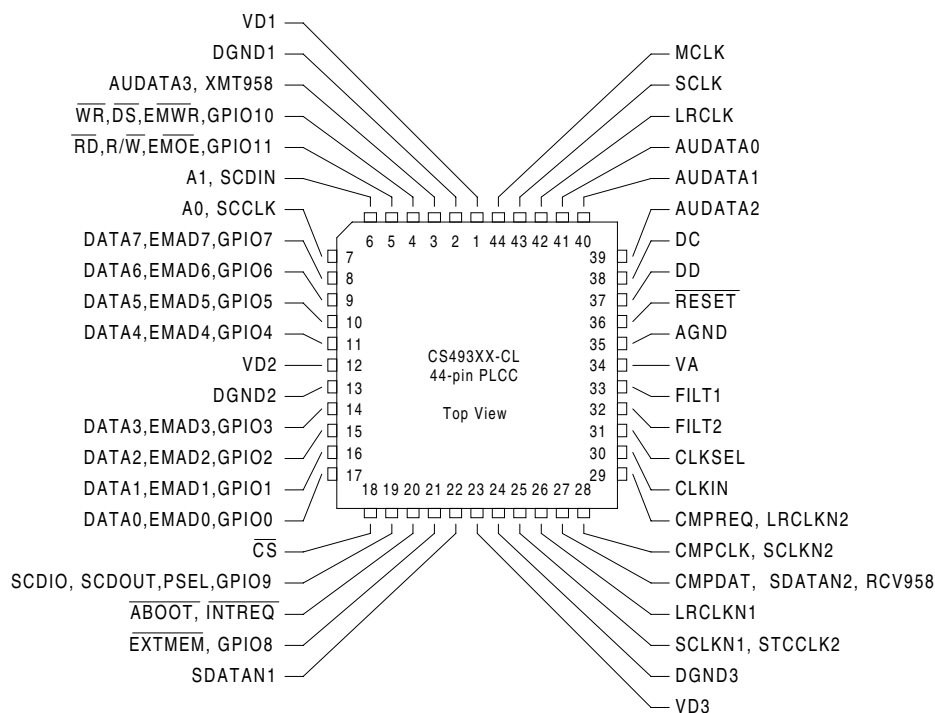 VD1
DGND1
AUDATA3, XMT958
WR,DS,EMWR,GPIO10
RD,R/W,EMOE,GPIO11
A1, SCDIN
A0, SCCLK
DATA7,EMAD7,GPIO7
DATA6,EMAD6,GPIO6
DATA5,EMAD5,GPIO5
DATA4,EMAD4,GPIO4
VD2
DGND2
DATA3,EMAD3,GPIO3
DATA2,EMAD2,GPIO2
DATA1,EMAD1,GPIO1
DATA0,EMAD0,GPIO0
CS
SCDIO, SCDOUT,PSEL,GPIO9
ABOOT, INTREQ
EXTMEM, GPIO8
SDATAN1
MCLK
SCLK
LRCLK
AUDATA0
AUDATA1
AUDATA2
DC
DD
RESET
AGND
VA
FILT1
FILT2
CLKSEL
CLKIN
CMPREQ, LRCLKN2
CMPCLK, SCLKN2
CMPDAT, SDATAN2, RCV958
LRCLKN1
SCLKN1, STCCLK2
DGND3
VD3
6 5 4 3 2 1 44 43 42 41 40
7
8
9
10
11
12
13
14
15
16
17
39
38
37
36
35
34
33
32
31
30
29
18 19 20 21 22 23 24 25 26 27 28
CS493XX-CL
44-pin PLCC
Top View